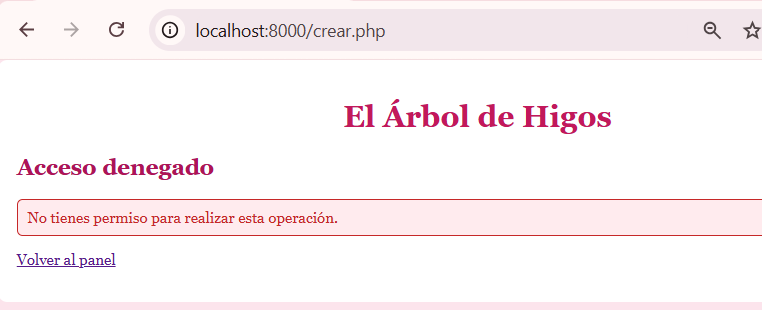 localhost:8000/crear.php
El Árbol de Higos
Acceso denegado
No tienes permiso para realizar esta operación.
Volver al panel